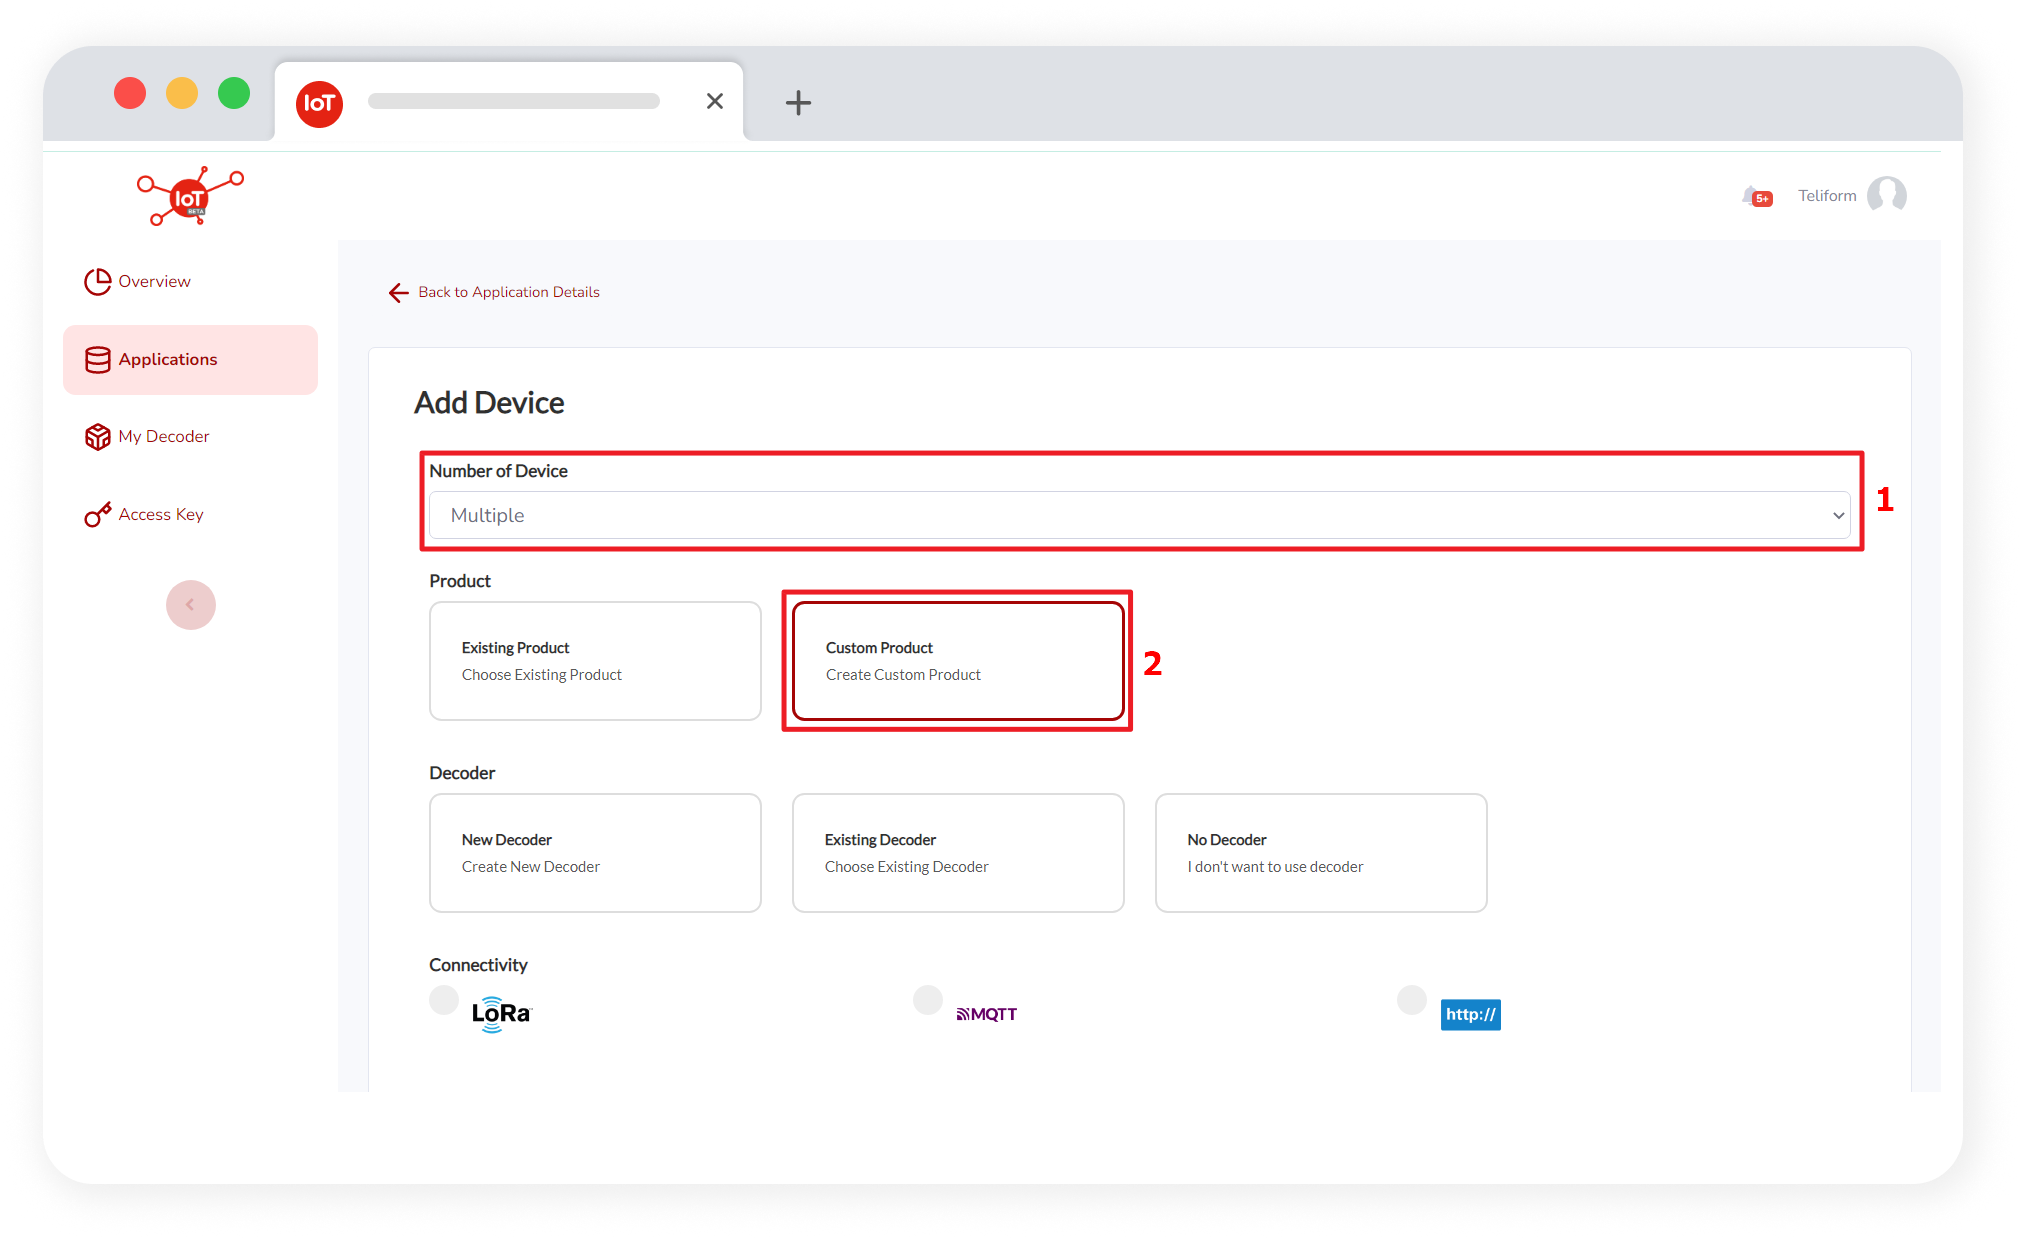 IoT
IoT
BETA
5+
Teliform
Overview
Applications
My Decoder
Access Key
Back to Application Details
Add Device
Number of Device
Multiple
1
Product
Existing Product
Choose Existing Product
Custom Product
Create Custom Product
2
Decoder
New Decoder
Create New Decoder
Existing Decoder
Choose Existing Decoder
No Decoder
I don't want to use decoder
Connectivity
LoRa
MQTT
http://